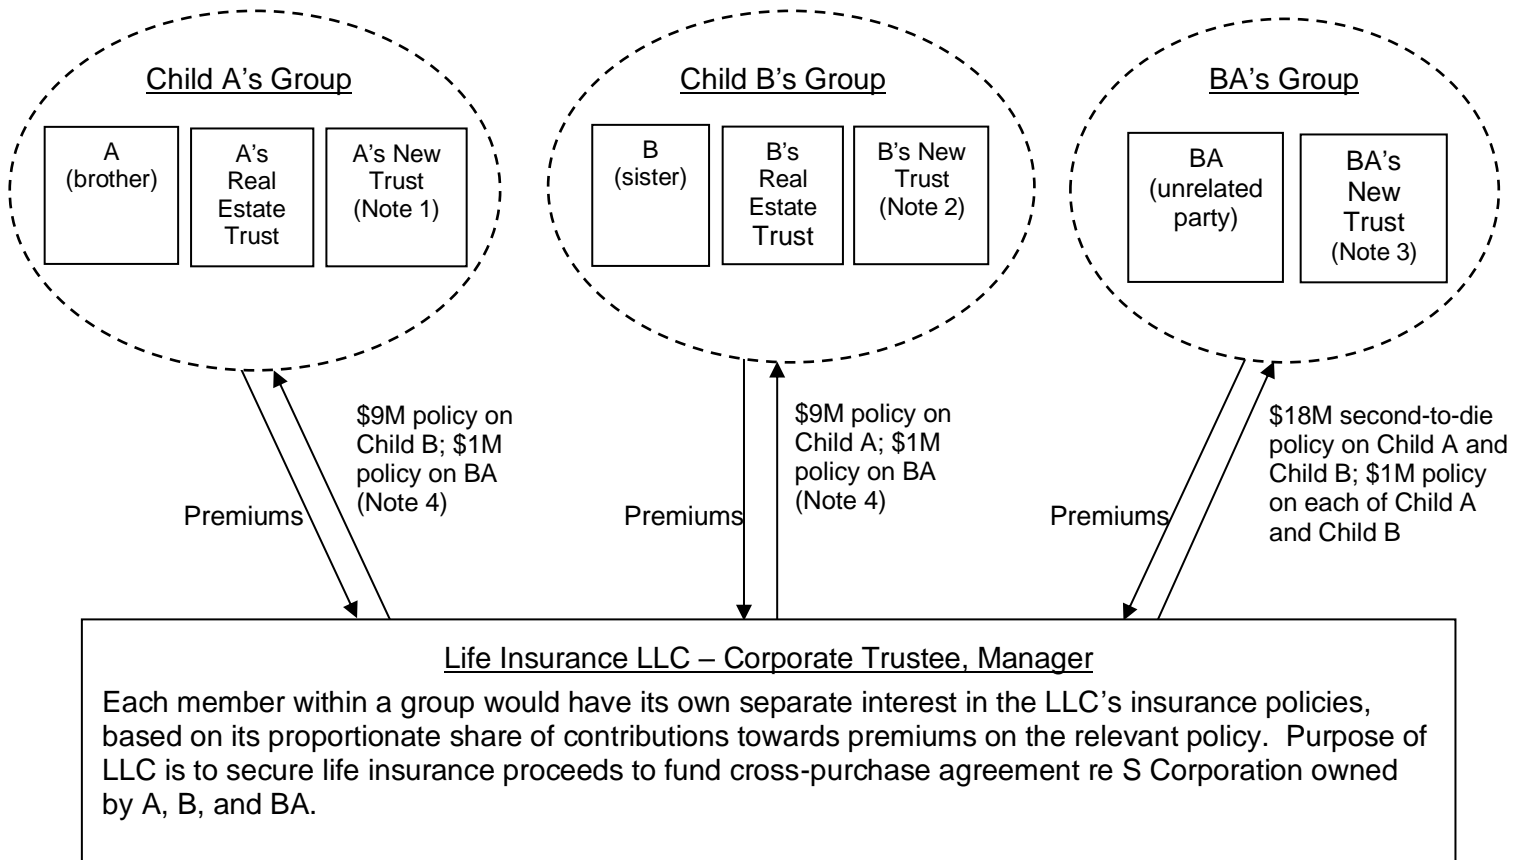 Child A’s Group
A
(brother)
A’s
Real
Estate
Trust
A’s New
Trust
(Note 1)
Child B’s Group
B
(sister)
B’s
Real
Estate
Trust
B’s New
Trust
(Note 2)
BA’s Group
BA
(unrelated
party)
BA’s
New
Trust
(Note 3)
Premiums
$9M policy on
Child B; $1M
policy on BA
(Note 4)
Premiums
$9M policy on
Child A; $1M
policy on BA
(Note 4)
Premiums
$18M second-to-die
policy on Child A and
Child B; $1M policy
on each of Child A
and Child B
Life Insurance LLC – Corporate Trustee, Manager
Each member within a group would have its own separate interest in the LLC’s insurance policies,
based on its proportionate share of contributions towards premiums on the relevant policy.  Purpose of
LLC is to secure life insurance proceeds to fund cross-purchase agreement re S Corporation owned
by A, B, and BA.